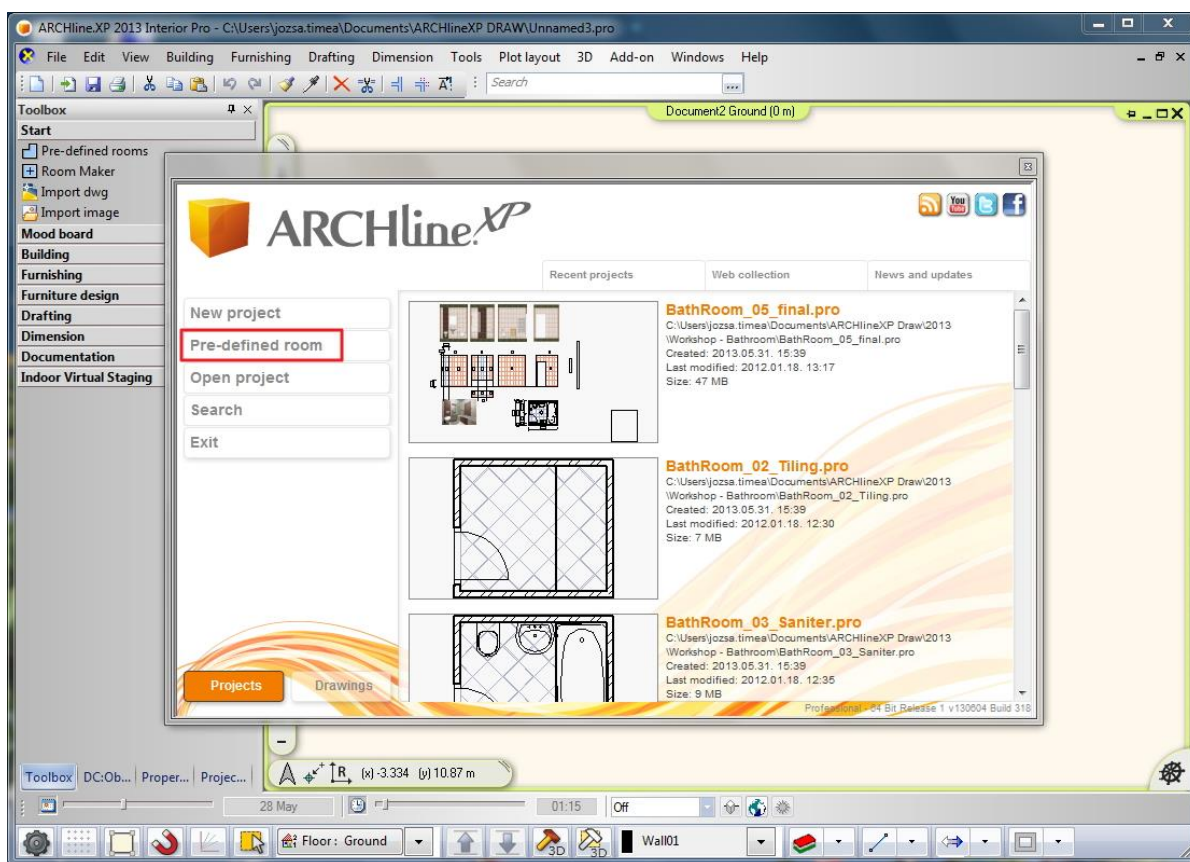 ARCHline.XP 2013 Interior Pro - C:\Users\jozsa.timea\Documents\ARCHlineXP DRAW\Unnamed3.pro
File Edit View Building Furnishing Drafting Dimension Tools Plot layout 3D Add-on Windows Help
Search ...
Toolbox
Document2 Ground (0 m)
Start
Pre-defined rooms
Room Maker
Import dwg
Import image
Mood board
Building
Furnishing
Furniture design
Drafting
Dimension
Documentation
Indoor Virtual Staging
ARCHline.XP
You Tube
Recent projects Web collection News and updates
New project
Pre-defined room
Open project
Search
Exit
BathRoom_05_final.pro
C:\Users\jozsa.timea\Documents\ARCHlineXP Draw\2013
\Workshop - Bathroom\BathRoom_05_final.pro
Created: 2013.05.31. 15:39
Last modified: 2012.01.18. 13:17
Size: 47 MB
BathRoom_02_Tiling.pro
C:\Users\jozsa.timea\Documents\ARCHlineXP Draw\2013
\Workshop - Bathroom\BathRoom_02_Tiling.pro
Created: 2013.05.31. 15:39
Last modified: 2012.01.18. 12:30
Size: 7 MB
BathRoom_03_Saniter.pro
C:\Users\jozsa.timea\Documents\ARCHlineXP Draw\2013
\Workshop - Bathroom\BathRoom_03_Saniter.pro
Created: 2013.05.31. 15:39
Last modified: 2012.01.18. 12:35
Size: 9 MB
Projects Drawings
Professional - 64 Bit Release 1 v130604 Build 318
Toolbox DC:Ob... Proper... Projec...
R (x) -3.334 (y) 10.87 m
28 May 01:15 Off
Floor : Ground 3D 3D Wall01